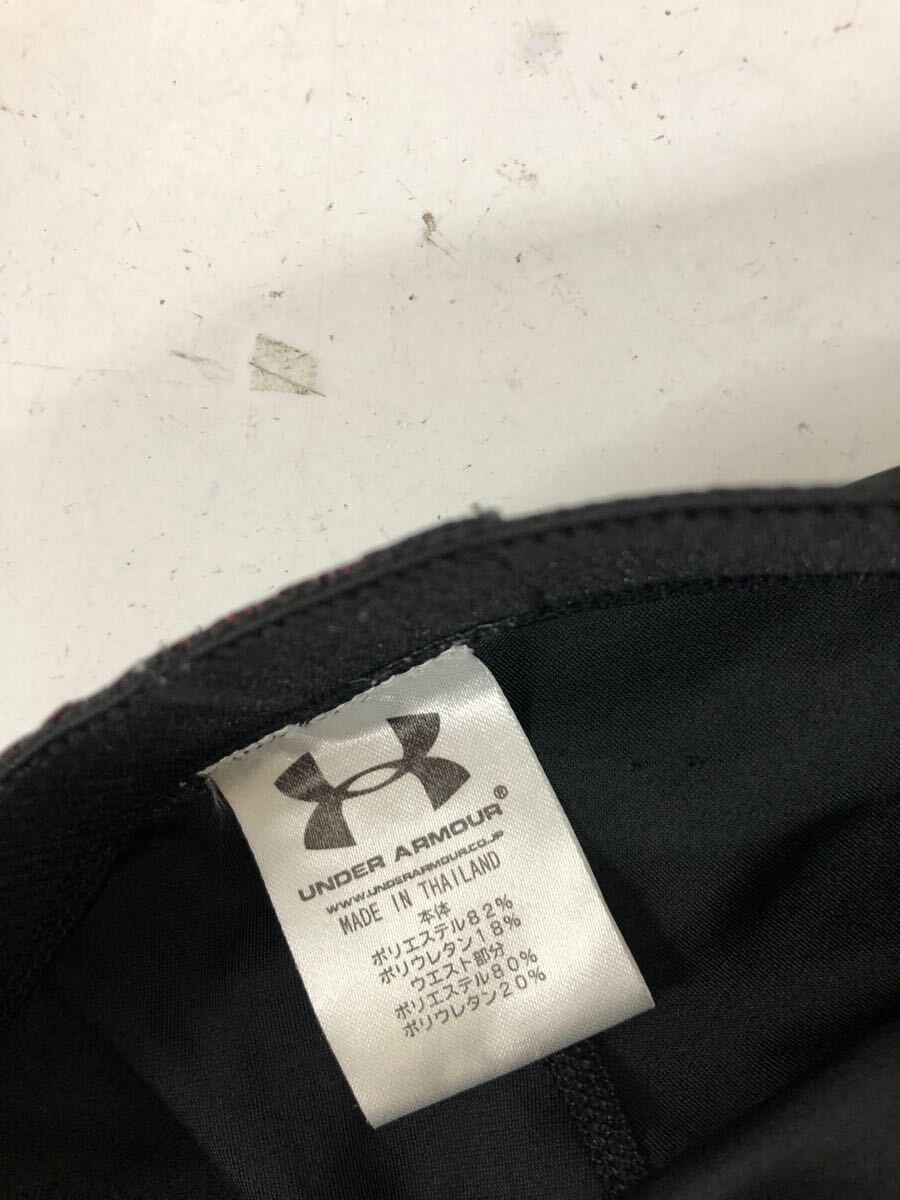 UNDER ARMOUR®
WWW.UNDERARMOUR.CO.JP
MADE IN THAILAND
本体
ポリエステル82%
ポリウレタン18%
ウエスト部分
ポリエステル80%
ポリウレタン20%